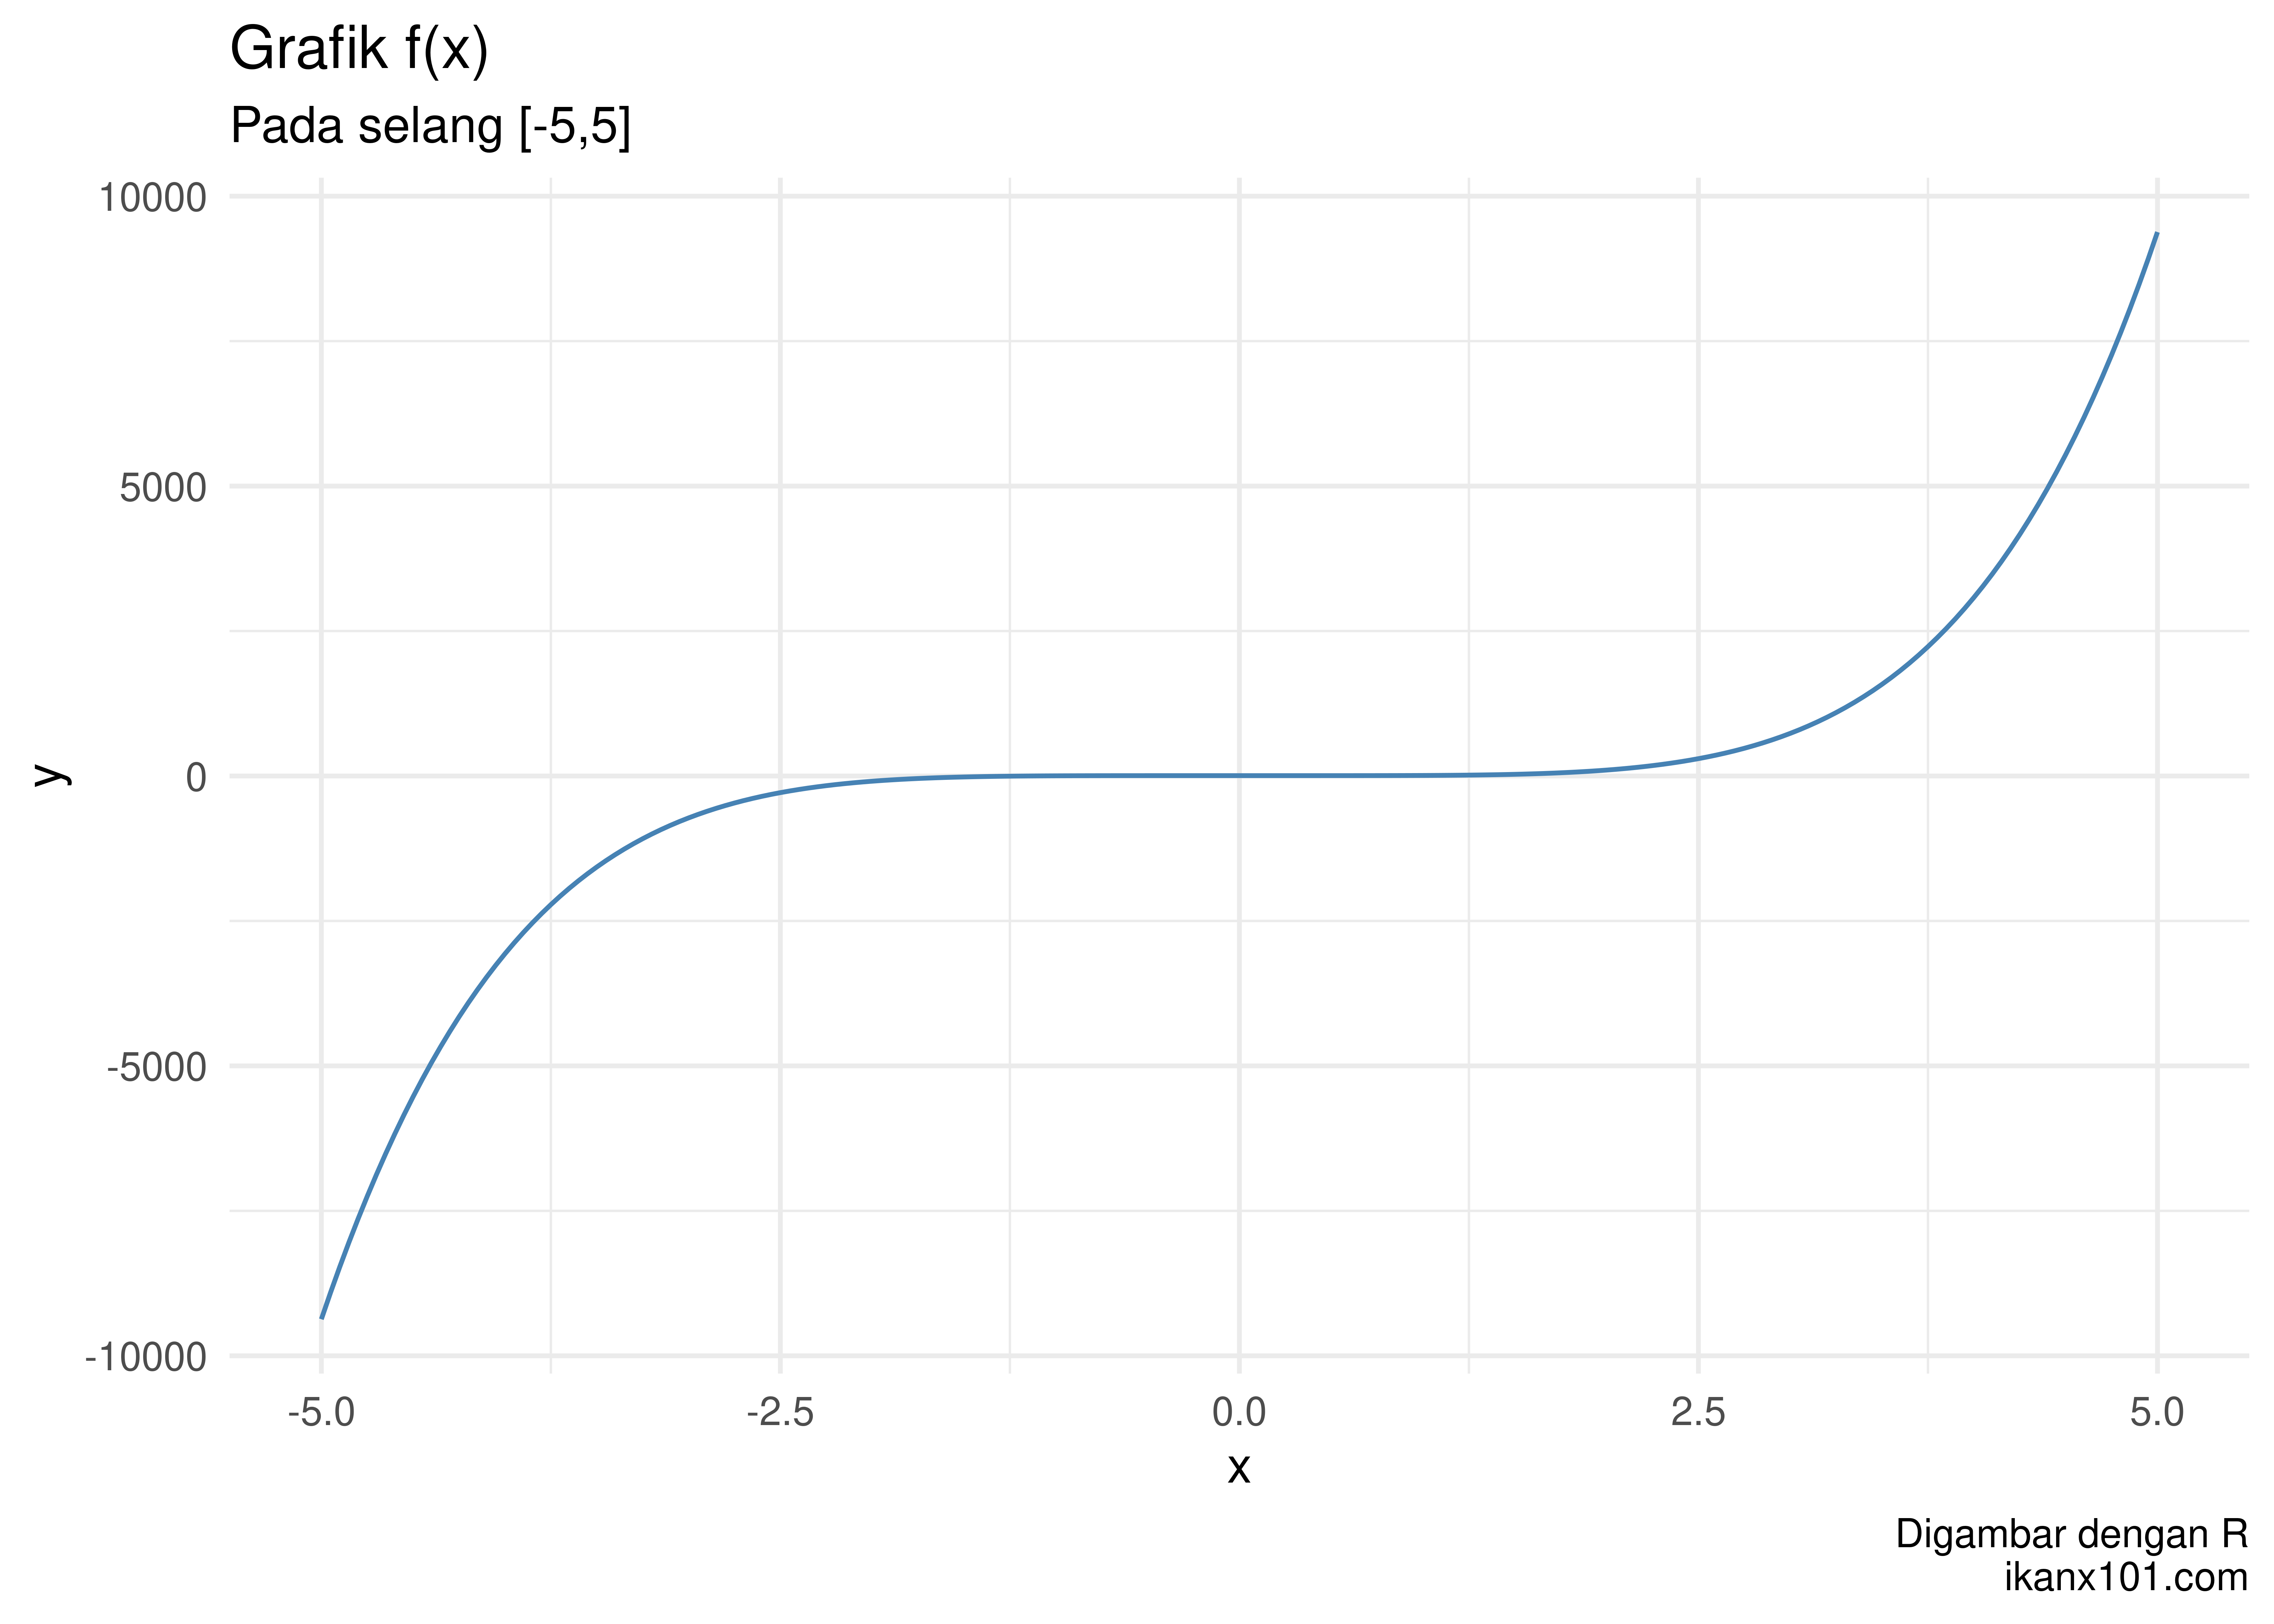 Grafik f(x)
Pada selang [-5,5]
10000
5000
0
-5000
-10000
y
-5.0
-2.5
0.0
2.5
5.0
x
Digambar dengan R
ikanx101.com